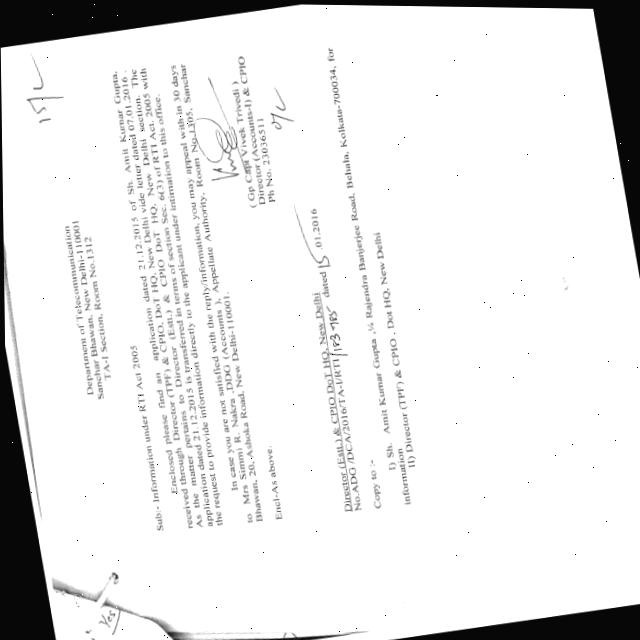 Department of Telecommunication
Sanchar Bhawan, New Delhi-110001
TA-I Section, Room No.1312
Sub:- Information under RTI Act 2005
Enclosed please find an application dated 21.12.2015 of Sh. Amit Kumar Gupta,
received through Director (TPF) & CPIO, DoT HQ, New Delhi vide letter dated 07.01.2016 .
As the matter pertains to Director (Estt.) & CPIO DoT HQ, New Delhi section, The
application dated 21.12.2015 is transferred in terms of section Sec. 6(3) of RTI Act, 2005 with
the request to provide information directly to the applicant under intimation to this office.
In case you are not satisfied with the reply/information, you may appeal with in 30 days
to Mrs Simmi R. Nakra ,DDG (Accounts ), Appellate Authority, Room No.1305, Sanchar
Bhawan, 20, Ashoka Road, New Delhi-110001.
Encl-As above.
( Gp Capt Vivek Trivedi )
Director (Accounts-I) & CPIO
Ph No. 23036511
O/C
Director (Estt.) & CPIO DoT HQ, New Delhi
No.ADG /DCA/2016/TA-I/RTI/ dated 15 .01.2016
Copy to :-
I) Sh. Amit Kumar Gupta , Rajendra Banjerjee Road, Behala, Kolkata-700034, for
information
II) Director (TPF) & CPIO , Dot HQ, New Delhi
Yes